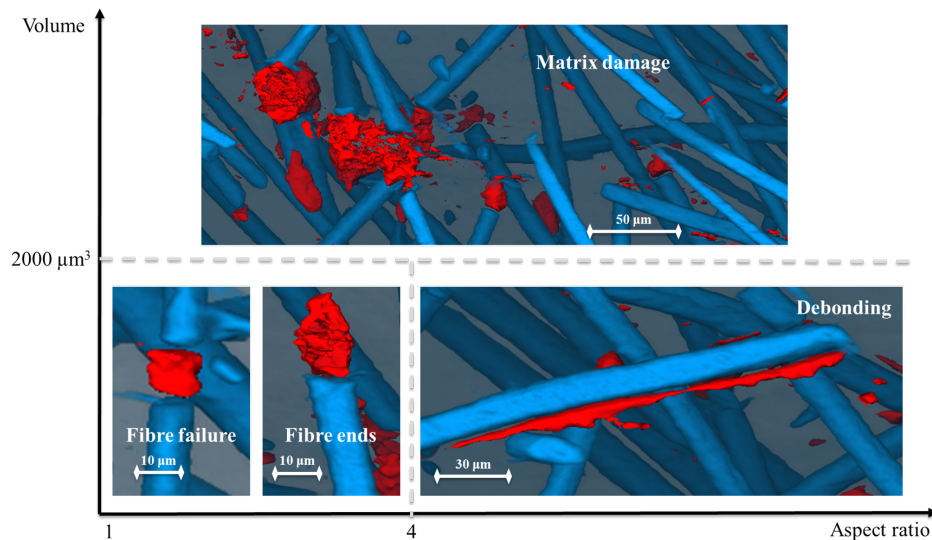 Volume
Matrix damage
50 µm
2000 µm³
Debonding
Fibre failure
10 µm
Fibre ends
10 µm
30 µm
1
4
Aspect ratio